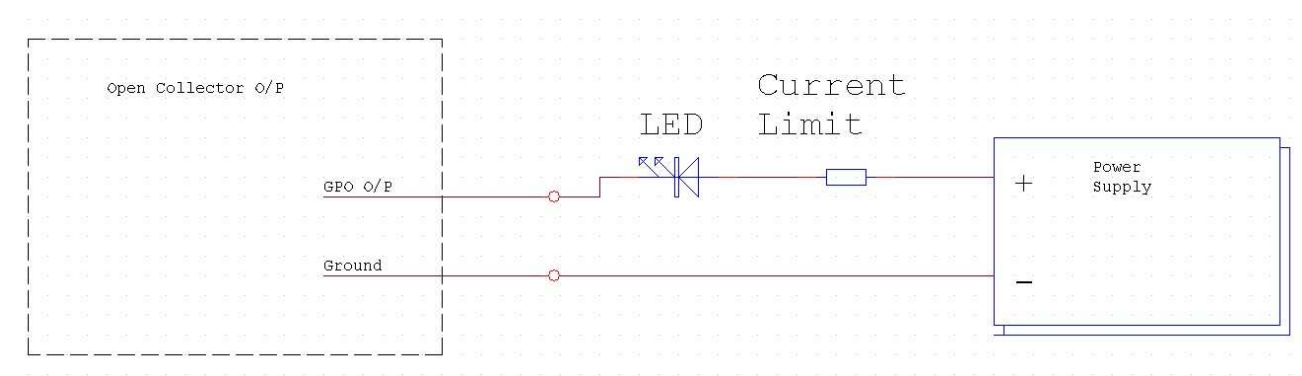 Open Collector O/P
Current
LED Limit
Power
Supply
GPO O/P
+
Ground
−